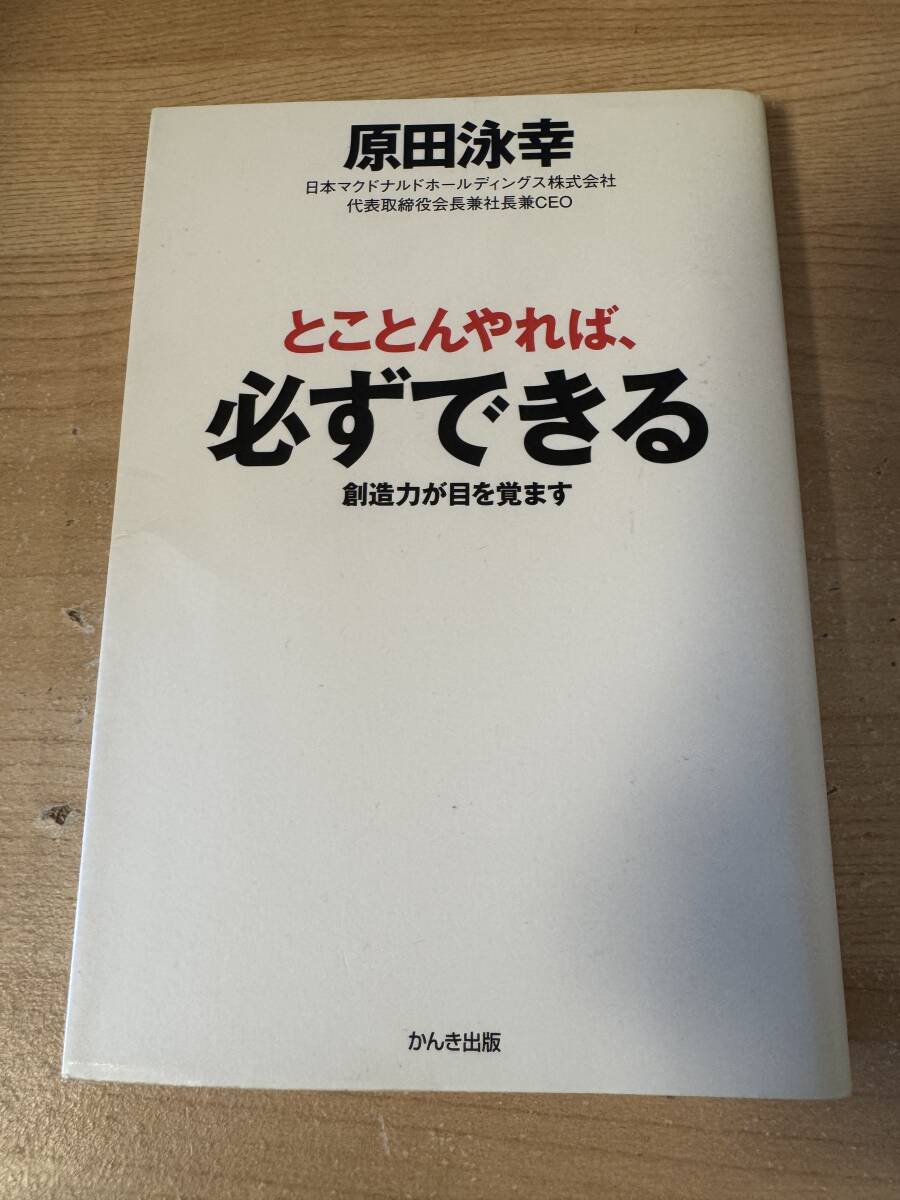 原田泳幸
日本マクドナルドホールディングス株式会社
代表取締役会長兼社長兼CEO
とことんやれば、
必ずできる
創造力が目を覚ます
かんき出版